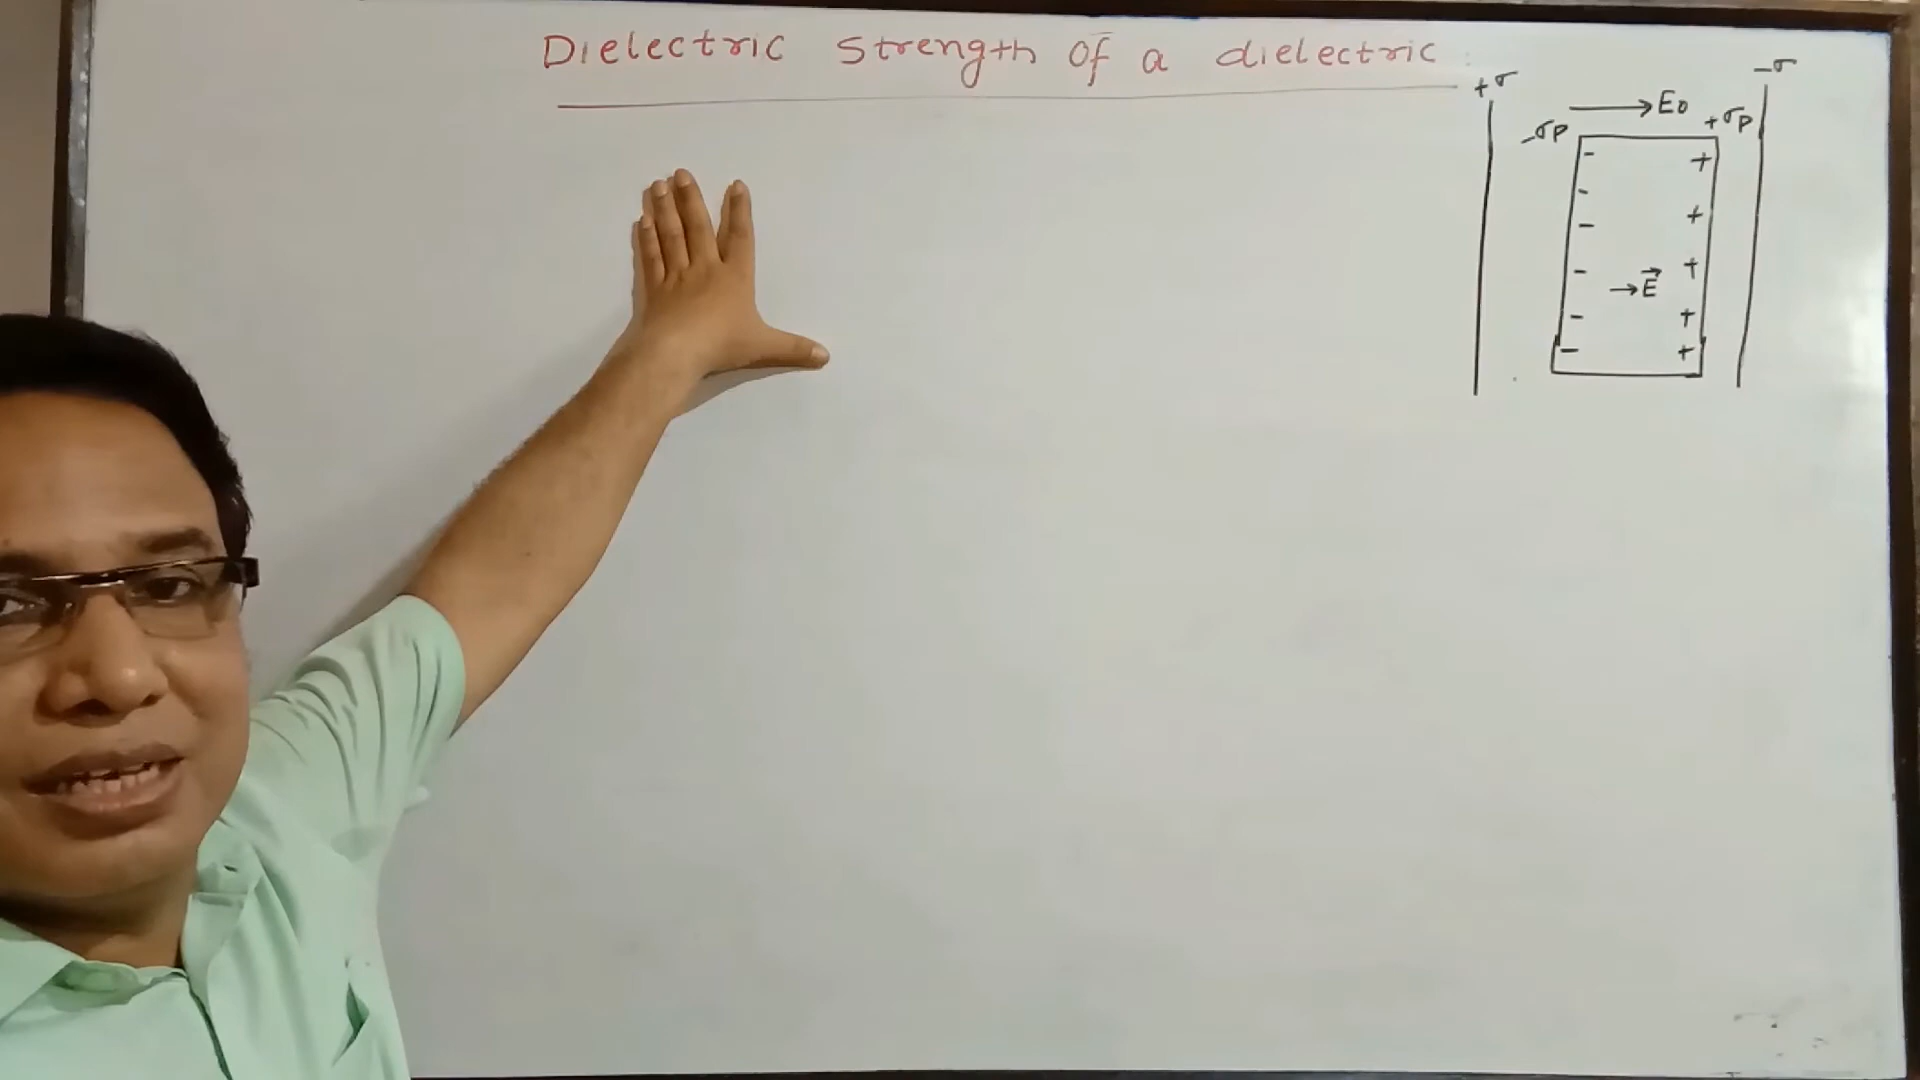 Dielectric Strength of a dielectric
+σ
-σ
→ E0
-σp
+σp
- +
- +
-
- +
→ E⃗
- +
- +